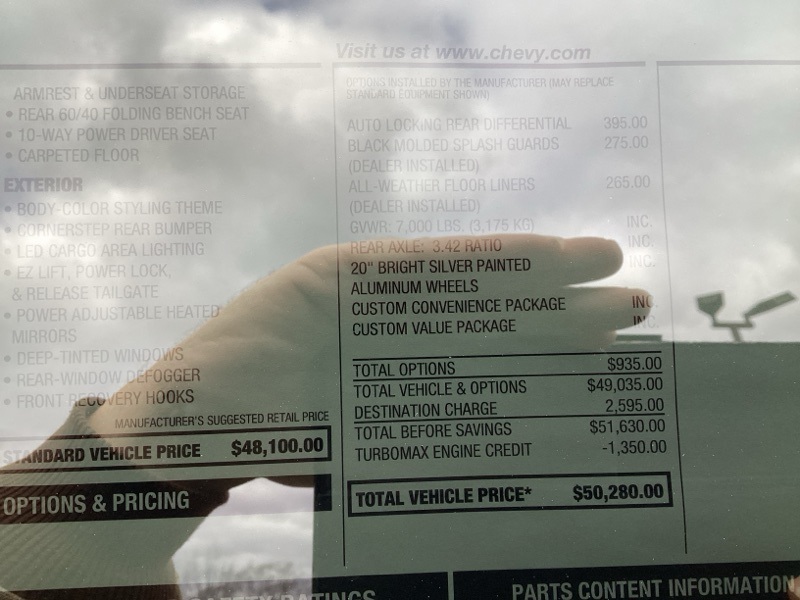 Visit us at www.chevy.com
ARMREST & UNDERSEAT STORAGE
• REAR 60/40 FOLDING BENCH SEAT
• 10-WAY POWER DRIVER SEAT
• CARPETED FLOOR
EXTERIOR
• BODY-COLOR STYLING THEME
• CORNERSTEP REAR BUMPER
• LED CARGO AREA LIGHTING
• EZ LIFT, POWER LOCK,
& RELEASE TAILGATE
• POWER ADJUSTABLE HEATED
MIRRORS
• DEEP-TINTED WINDOWS
• REAR-WINDOW DEFOGGER
• FRONT RECOVERY HOOKS
MANUFACTURER'S SUGGESTED RETAIL PRICE
STANDARD VEHICLE PRICE $48,100.00
OPTIONS & PRICING
OPTIONS INSTALLED BY THE MANUFACTURER (MAY REPLACE
STANDARD EQUIPMENT SHOWN)
AUTO LOCKING REAR DIFFERENTIAL 395.00
BLACK MOLDED SPLASH GUARDS 275.00
(DEALER INSTALLED)
ALL-WEATHER FLOOR LINERS 265.00
(DEALER INSTALLED)
GVWR: 7,000 LBS. (3,175 KG) INC.
REAR AXLE: 3.42 RATIO INC.
20" BRIGHT SILVER PAINTED INC.
ALUMINUM WHEELS
CUSTOM CONVENIENCE PACKAGE INC.
CUSTOM VALUE PACKAGE INC.
TOTAL OPTIONS $935.00
TOTAL VEHICLE & OPTIONS $49,035.00
DESTINATION CHARGE 2,595.00
TOTAL BEFORE SAVINGS $51,630.00
TURBOMAX ENGINE CREDIT -1,350.00
TOTAL VEHICLE PRICE* $50,280.00
SAFETY RATINGS
PARTS CONTENT INFORMATION